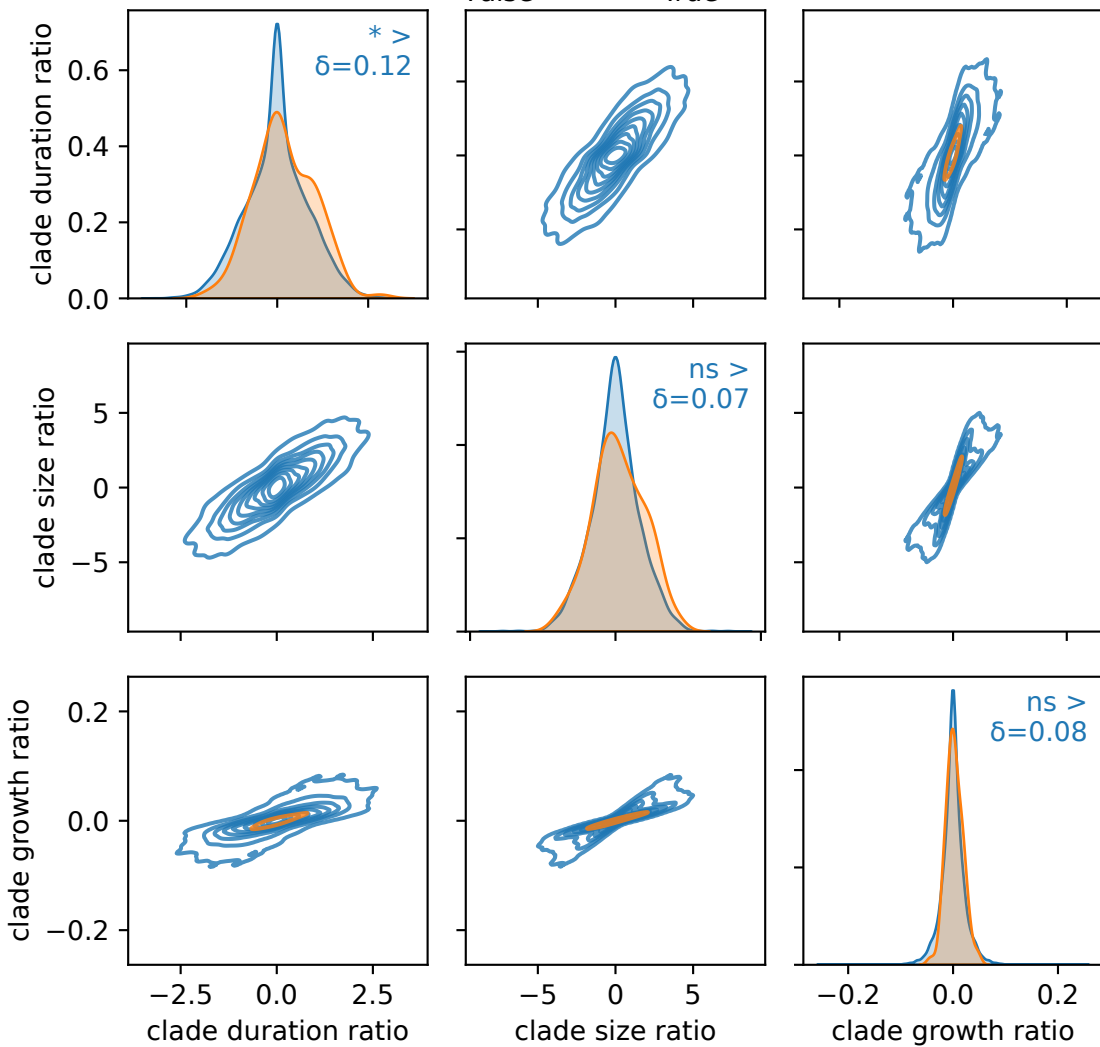 * >
δ=0.12
clade duration ratio
0.6
0.4
0.2
0.0
ns >
δ=0.07
clade size ratio
5
0
−5
ns >
δ=0.08
clade growth ratio
0.2
0.0
−0.2
−2.5 0.0 2.5 −5 0 5 −0.2 0.0 0.2
clade duration ratio clade size ratio clade growth ratio